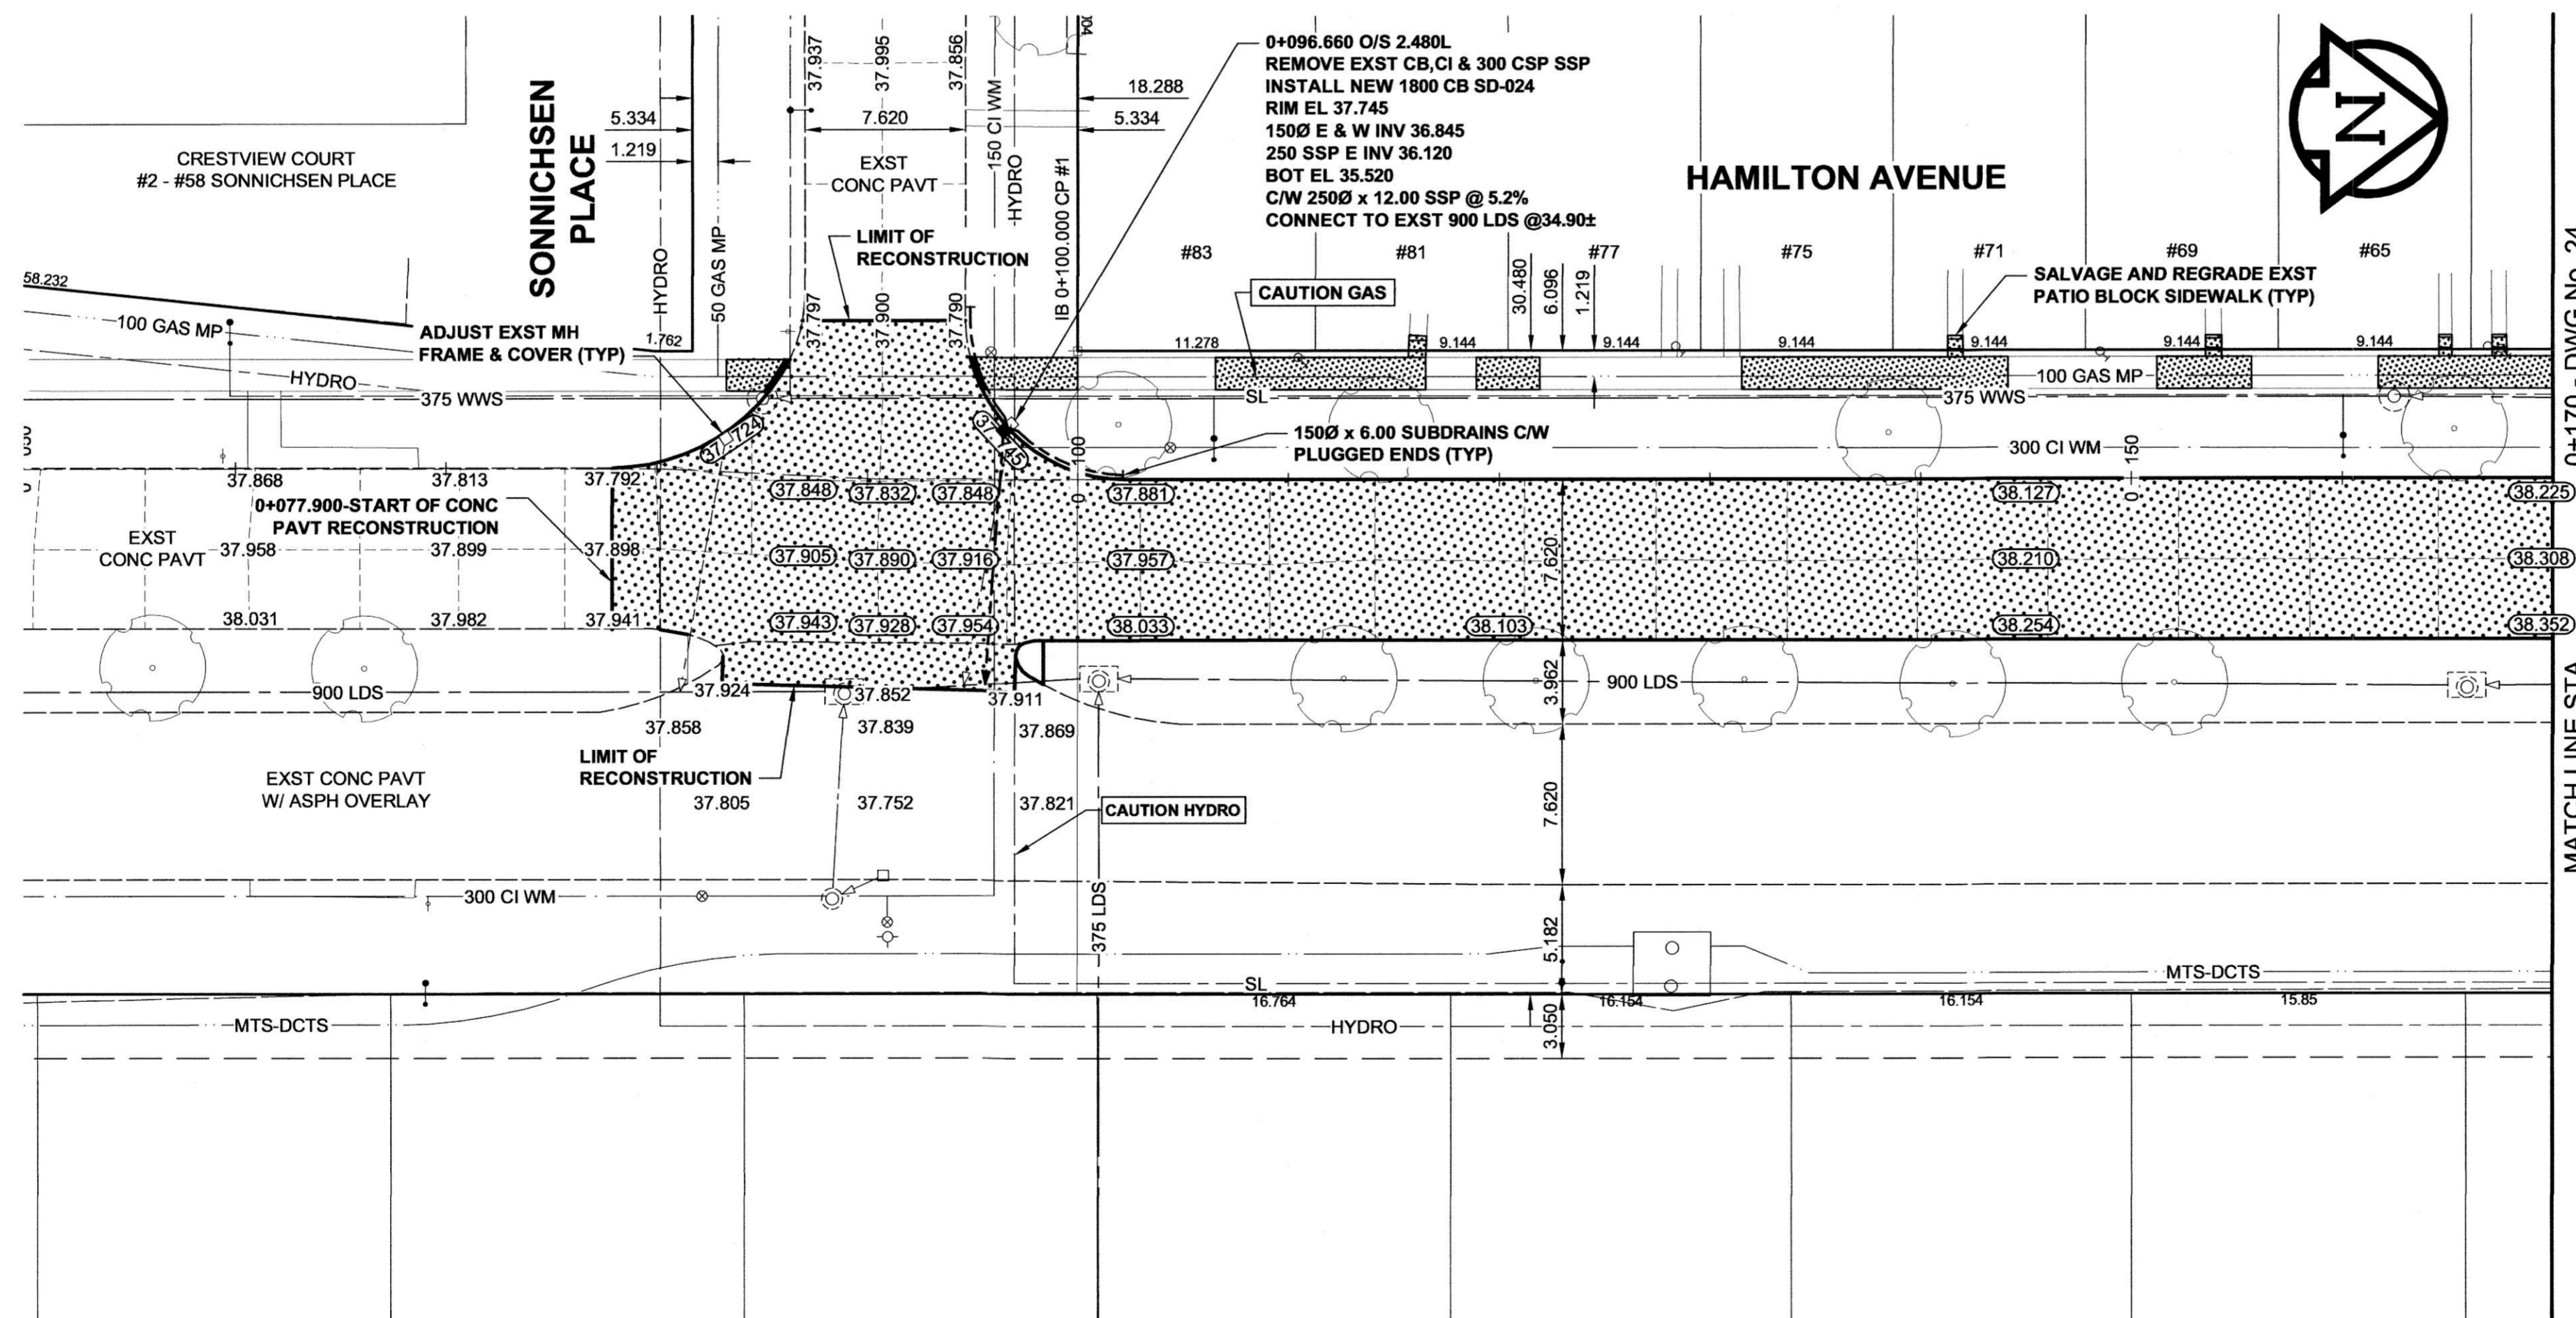 CRESTVIEW COURT
#2 - #58 SONNICHSEN PLACE
SONNICHSEN
PLACE
HYDRO
50 GAS MP
5.334
1.219
37.937
37.995
37.856
7.620
EXST
CONC PAVT
150 CI WM
HYDRO
IB 0+100.000 CP #1
18.288
5.334
0+096.660 O/S 2.480L
REMOVE EXST CB,CI & 300 CSP SSP
INSTALL NEW 1800 CB SD-024
RIM EL 37.745
150Ø E & W INV 36.845
250 SSP E INV 36.120
BOT EL 35.520
C/W 250Ø x 12.00 SSP @ 5.2%
CONNECT TO EXST 900 LDS @34.90±
HAMILTON AVENUE
N
#83
#81
#77
#75
#71
#69
#65
LIMIT OF
RECONSTRUCTION
CAUTION GAS
30.480
6.096
1.219
SALVAGE AND REGRADE EXST
PATIO BLOCK SIDEWALK (TYP)
58.232
100 GAS MP
ADJUST EXST MH
FRAME & COVER (TYP)
1.762
37.797
37.900
37.790
11.278
9.144
9.144
9.144
9.144
9.144
9.144
HYDRO
375 WWS
SL
100 GAS MP
375 WWS
37.724
37.745
150Ø x 6.00 SUBDRAINS C/W
PLUGGED ENDS (TYP)
300 CI WM
0+100
0+150
37.868
37.813
37.792
37.848
37.832
37.848
37.881
38.127
38.225
0+077.900-START OF CONC
PAVT RECONSTRUCTION
EXST
CONC PAVT
37.958
37.899
37.898
37.905
37.890
37.916
37.957
7.620
38.210
38.308
38.031
37.982
37.941
37.943
37.928
37.954
38.033
38.103
38.254
38.352
900 LDS
37.924
37.852
37.911
3.962
900 LDS
37.858
37.839
37.869
LIMIT OF
RECONSTRUCTION
EXST CONC PAVT
W/ ASPH OVERLAY
37.805
37.752
37.821
CAUTION HYDRO
7.620
300 CI WM
375 LDS
5.182
MTS-DCTS
SL
16.764
16.154
16.154
15.85
MTS-DCTS
HYDRO
3.050
MATCH LINE STA 0+170 - DWG No. 24